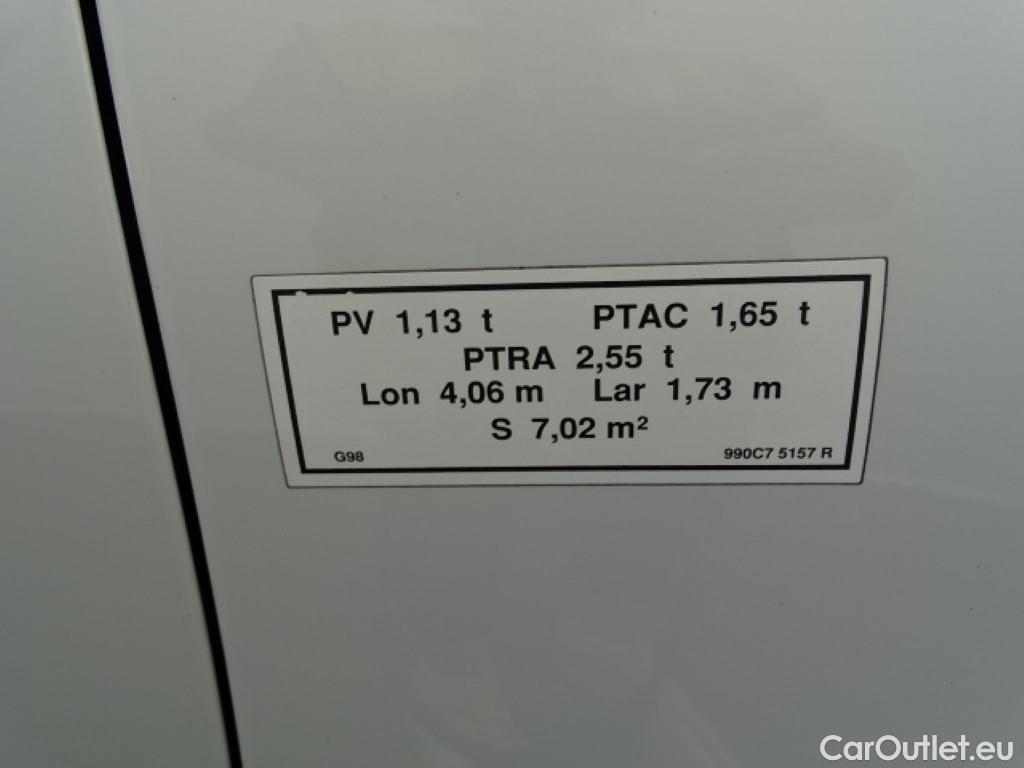 PV 1,13 t PTAC 1,65 t
PTRA 2,55 t
Lon 4,06 m Lar 1,73 m
S 7,02 m²
G98 990C7 5157 R
CarOutlet.eu